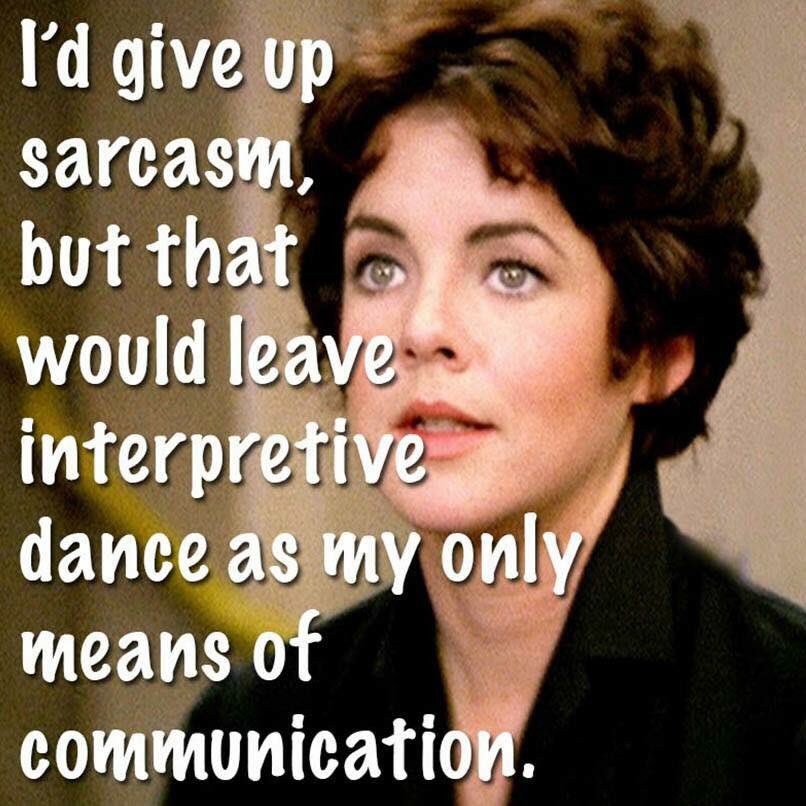 I'd give up
sarcasm,
but that
would leave
interpretive
dance as my only
means of
communication.